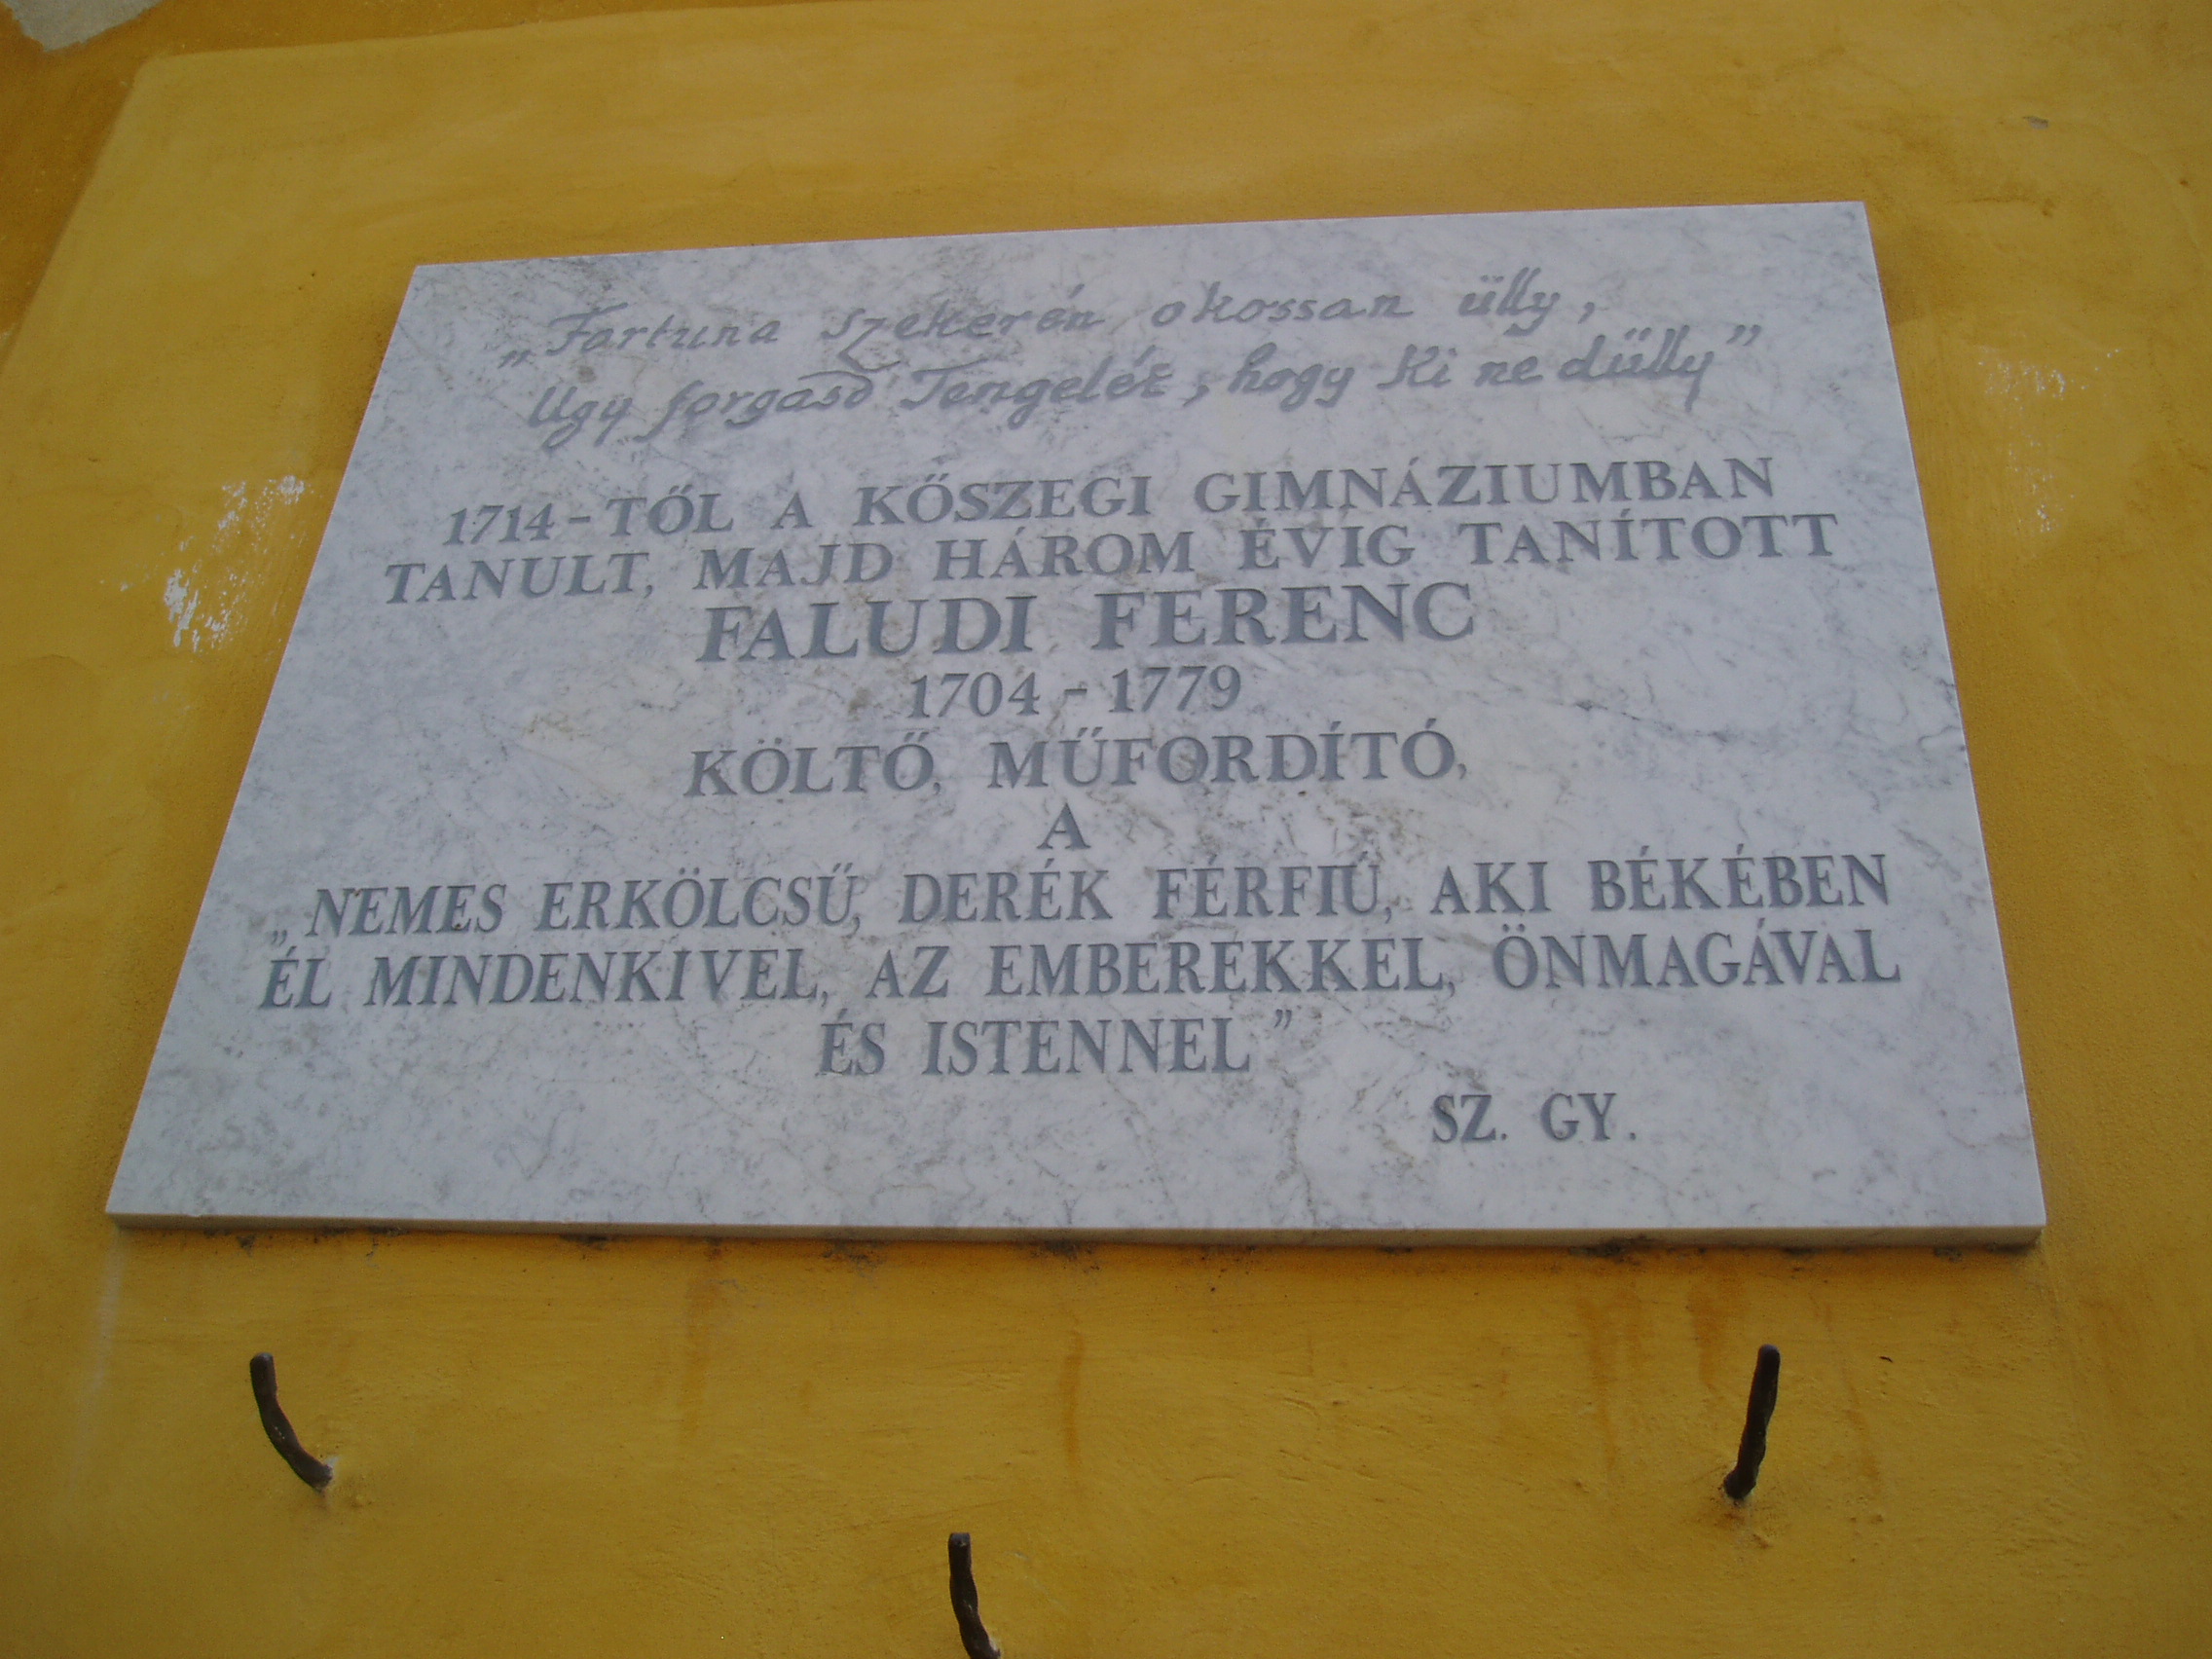 „Fortuna szekerén okossan ülly,
Ugy forgasd Tengelét, hogy ki ne dülly”
1714-TŐL A KŐSZEGI GIMNÁZIUMBAN
TANULT, MAJD HÁROM ÉVIG TANÍTOTT
FALUDI FERENC
1704 - 1779
KÖLTŐ, MŰFORDÍTÓ,
A
„NEMES ERKÖLCSŰ, DERÉK FÉRFIÚ, AKI BÉKÉBEN
ÉL MINDENKIVEL, AZ EMBEREKKEL, ÖNMAGÁVAL
ÉS ISTENNEL”
SZ. GY.